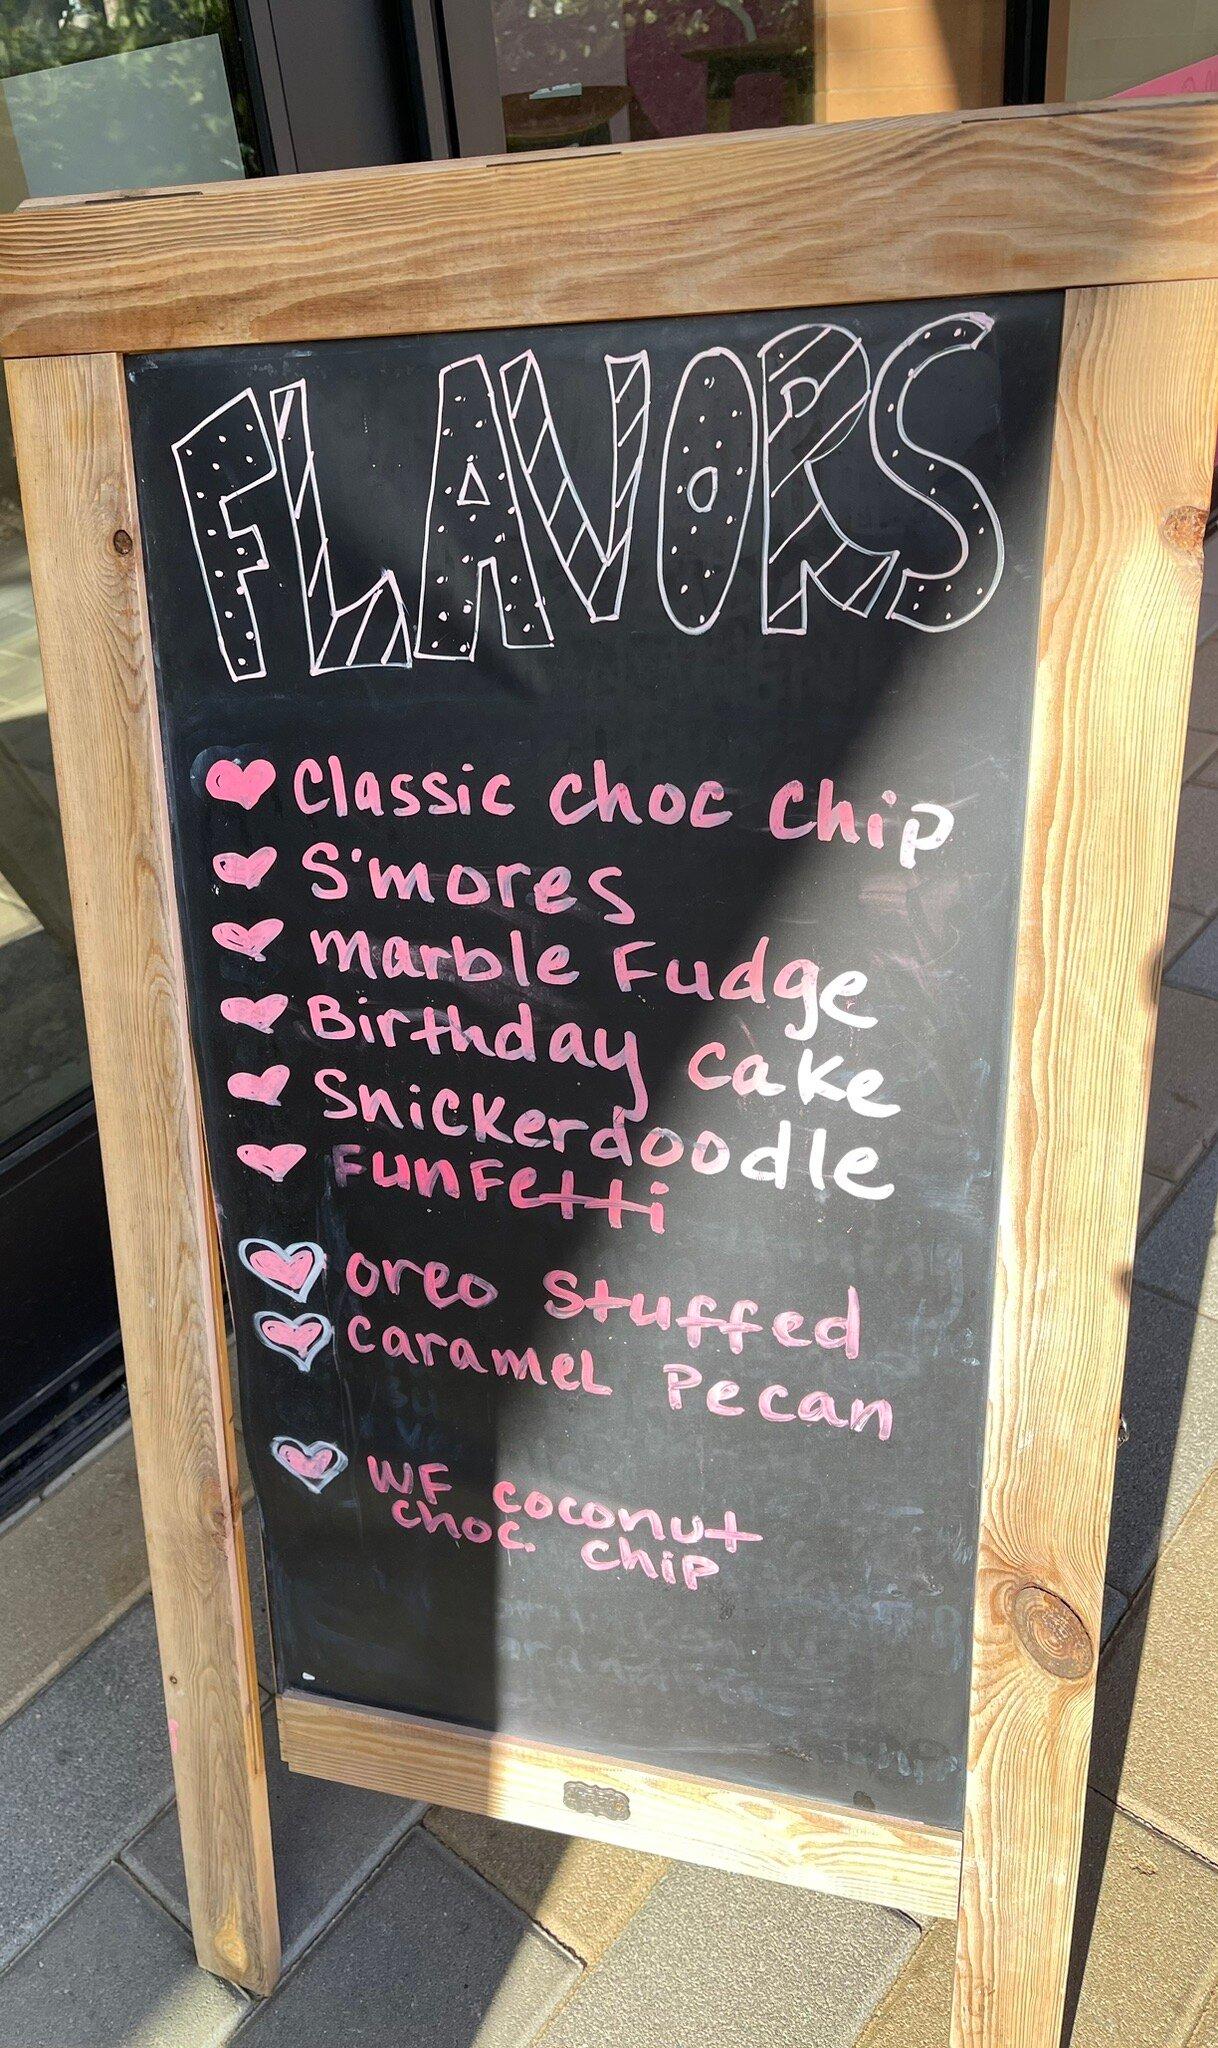 FLAVORS
Classic choc chip
S'mores
marble Fudge
Birthday cake
Snickerdoodle
FunFetti
oreo Stuffed
caramel Pecan
WF coconut
choc. chip